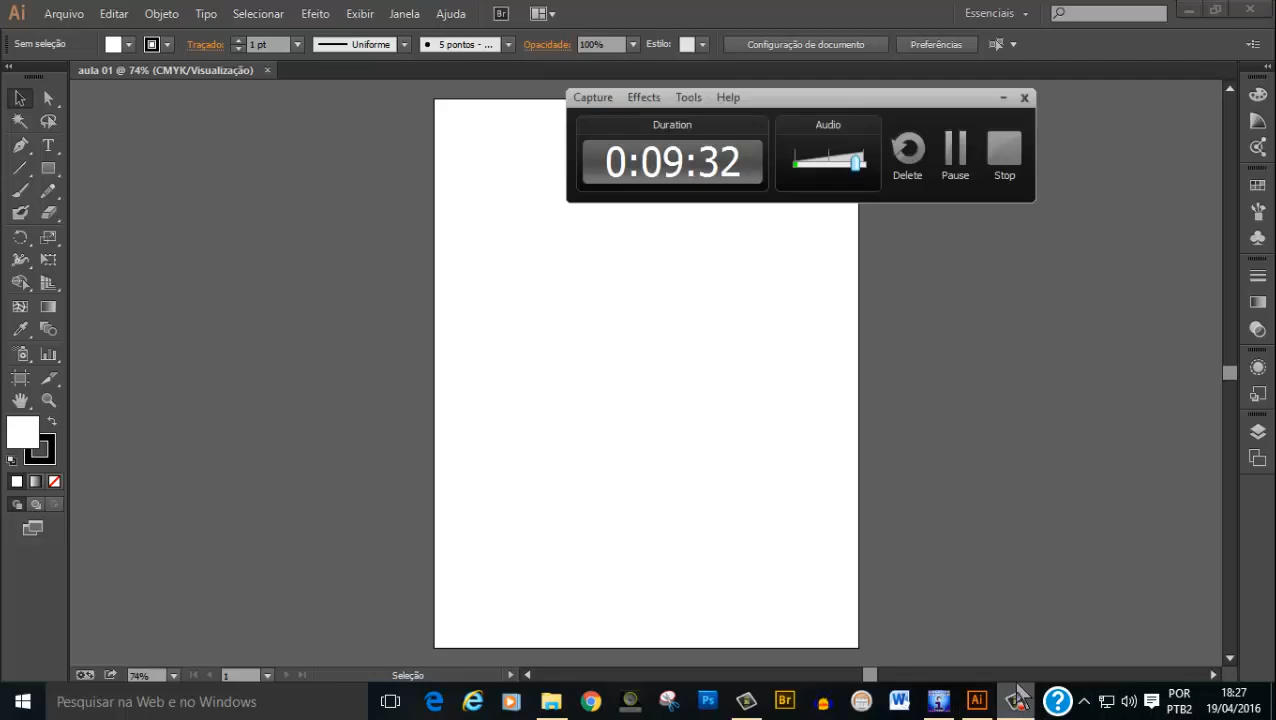 Ai Arquivo Editar Objeto Tipo Selecionar Efeito Exibir Janela Ajuda Br Essenciais
Sem seleção Traçado: 1 pt Uniforme 5 pontos - ... Opacidade: 100% Estilo: Configuração de documento Preferências
aula 01 @ 74% (CMYK/Visualização) ×
Capture Effects Tools Help
Duration Audio
0:09:32
Delete Pause Stop
74% 1 Seleção
Pesquisar na Web e no Windows
Ps Br W Ai
POR 18:27
PTB2 19/04/2016